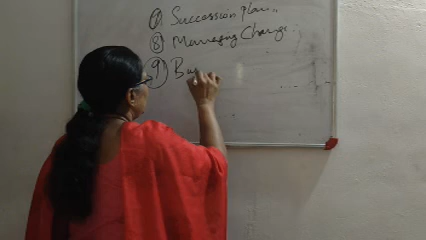 ⑦ Succession plan..
⑧ Managing Change.
⑨ Bu